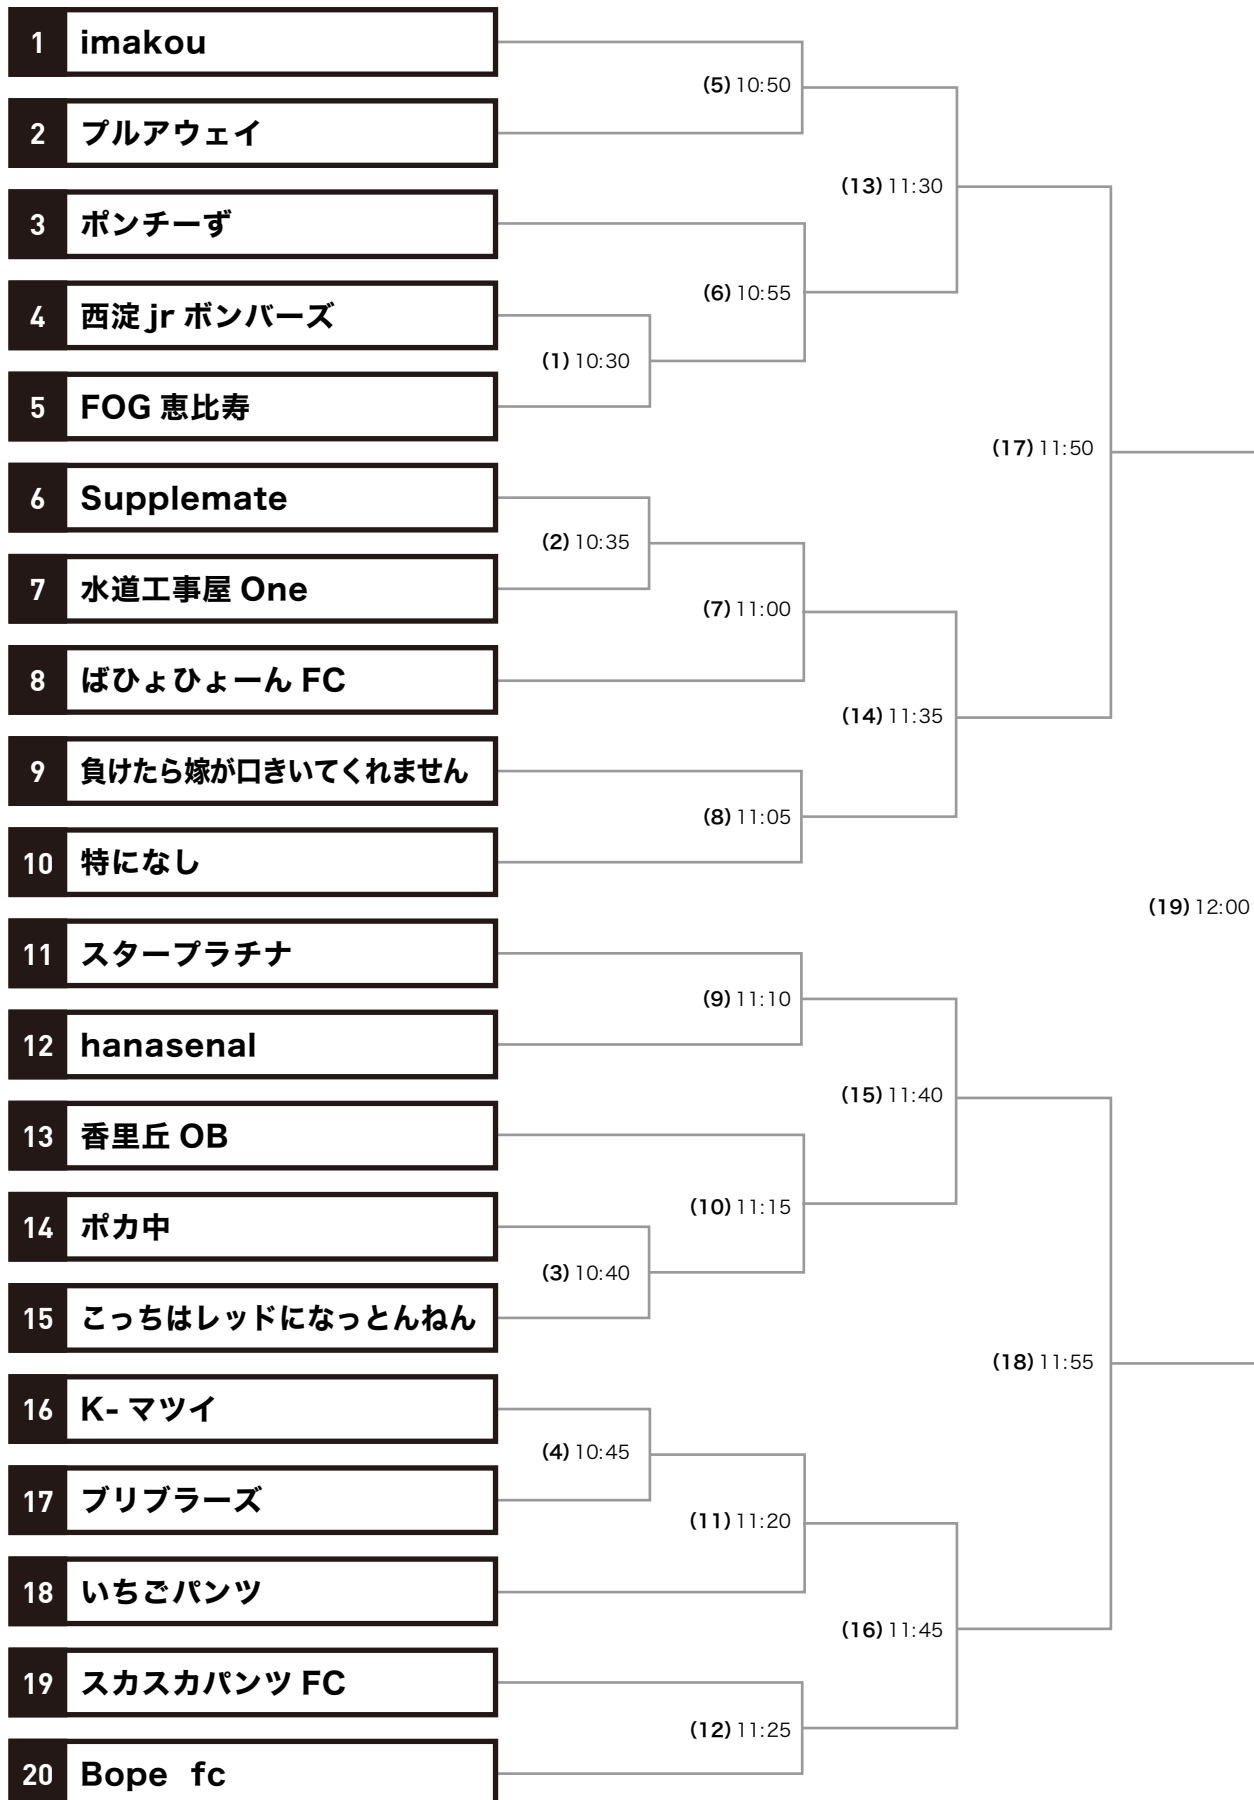 1 imakou
(5) 10:50
2 プルアウェイ
(13) 11:30
3 ポンチーず
(6) 10:55
4 西淀 jr ボンバーズ
(1) 10:30
5 FOG 恵比寿
(17) 11:50
6 Supplemate
(2) 10:35
7 水道工事屋 One
(7) 11:00
8 ばひょひょーん FC
(14) 11:35
9 負けたら嫁が口きいてくれません
(8) 11:05
10 特になし
(19) 12:00
11 スタープラチナ
(9) 11:10
12 hanasenal
(15) 11:40
13 香里丘 OB
(10) 11:15
14 ポカ中
(3) 10:40
15 こっちはレッドになっとんねん
(18) 11:55
16 K- マツイ
(4) 10:45
17 ブリブラーズ
(11) 11:20
18 いちごパンツ
(16) 11:45
19 スカスカパンツ FC
(12) 11:25
20 Bope fc